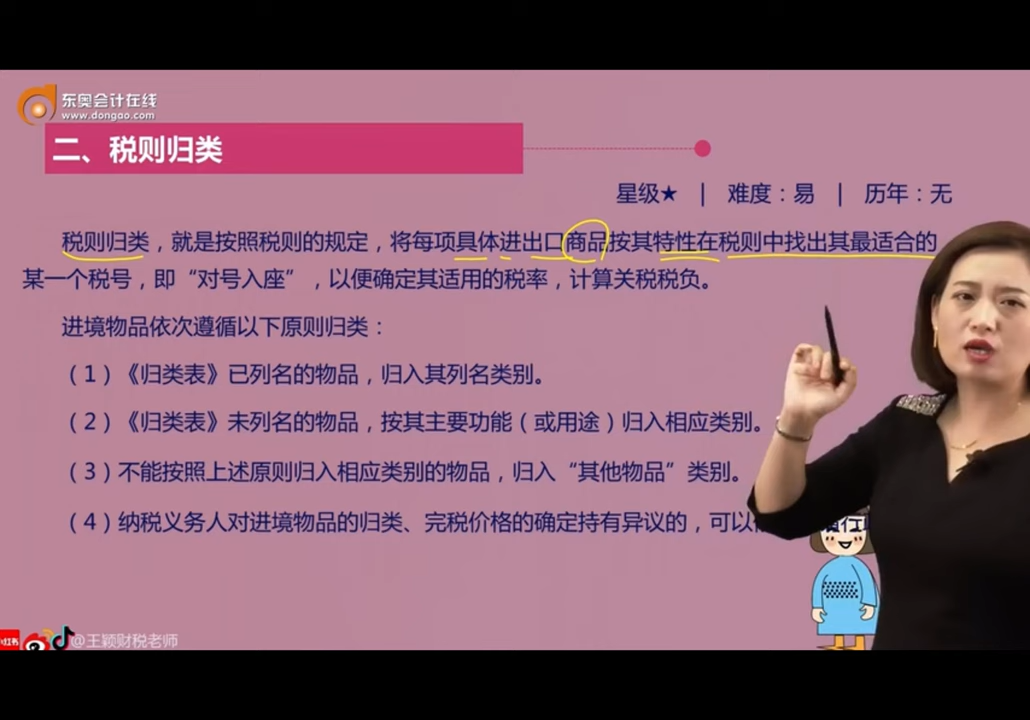 东奥会计在线
www.dongao.com
二、税则归类
星级★ | 难度：易 | 历年：无
税则归类，就是按照税则的规定，将每项具体进出口商品按其特性在税则中找出其最适合的
某一个税号，即“对号入座”，以便确定其适用的税率，计算关税税负。
进境物品依次遵循以下原则归类：
（1）《归类表》已列名的物品，归入其列名类别。
（2）《归类表》未列名的物品，按其主要功能（或用途）归入相应类别。
（3）不能按照上述原则归入相应类别的物品，归入“其他物品”类别。
（4）纳税义务人对进境物品的归类、完税价格的确定持有异议的，可以
@王颖财税老师